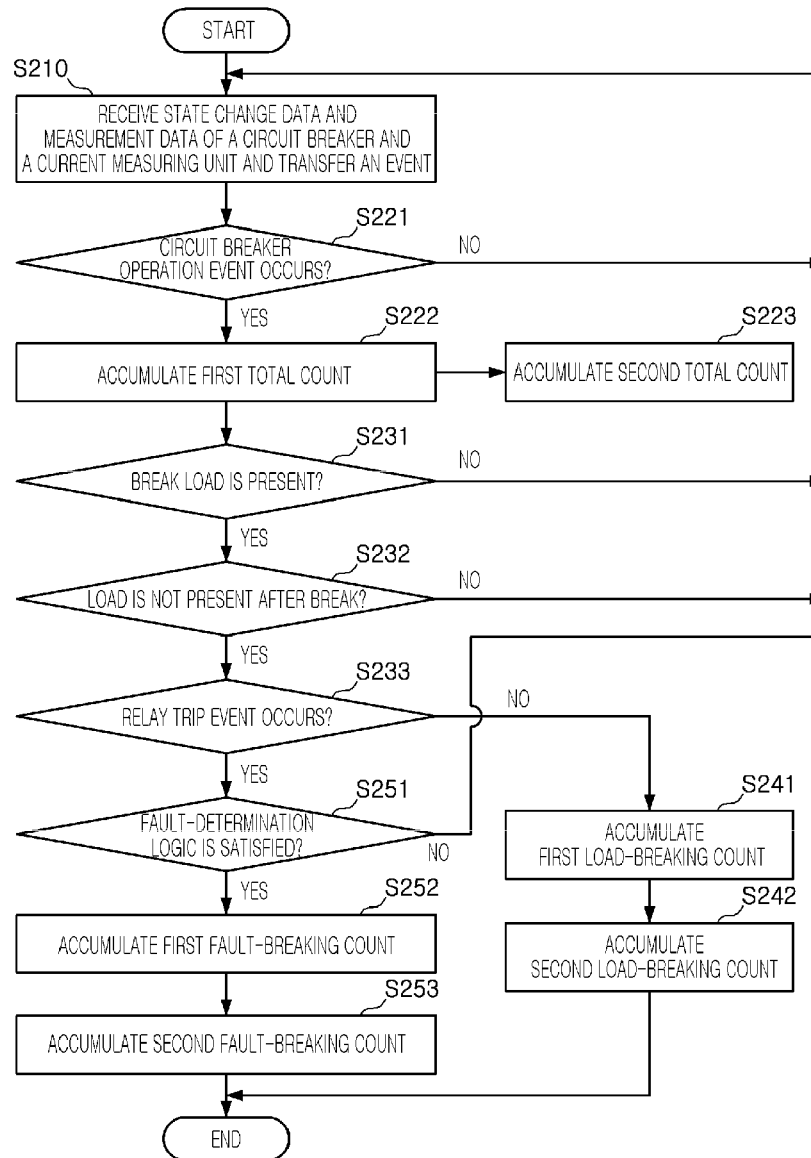 START
S210
RECEIVE STATE CHANGE DATA AND
MEASUREMENT DATA OF A CIRCUIT BREAKER AND
A CURRENT MEASURING UNIT AND TRANSFER AN EVENT
S221
CIRCUIT BREAKER
OPERATION EVENT OCCURS?
NO
YES
S222
ACCUMULATE FIRST TOTAL COUNT
S223
ACCUMULATE SECOND TOTAL COUNT
S231
BREAK LOAD IS PRESENT?
NO
YES
S232
LOAD IS NOT PRESENT AFTER BREAK?
NO
YES
S233
RELAY TRIP EVENT OCCURS?
NO
YES
S251
FAULT-DETERMINATION
LOGIC IS SATISFIED?
NO
YES
S241
ACCUMULATE
FIRST LOAD-BREAKING COUNT
S252
ACCUMULATE FIRST FAULT-BREAKING COUNT
S242
ACCUMULATE
SECOND LOAD-BREAKING COUNT
S253
ACCUMULATE SECOND FAULT-BREAKING COUNT
END